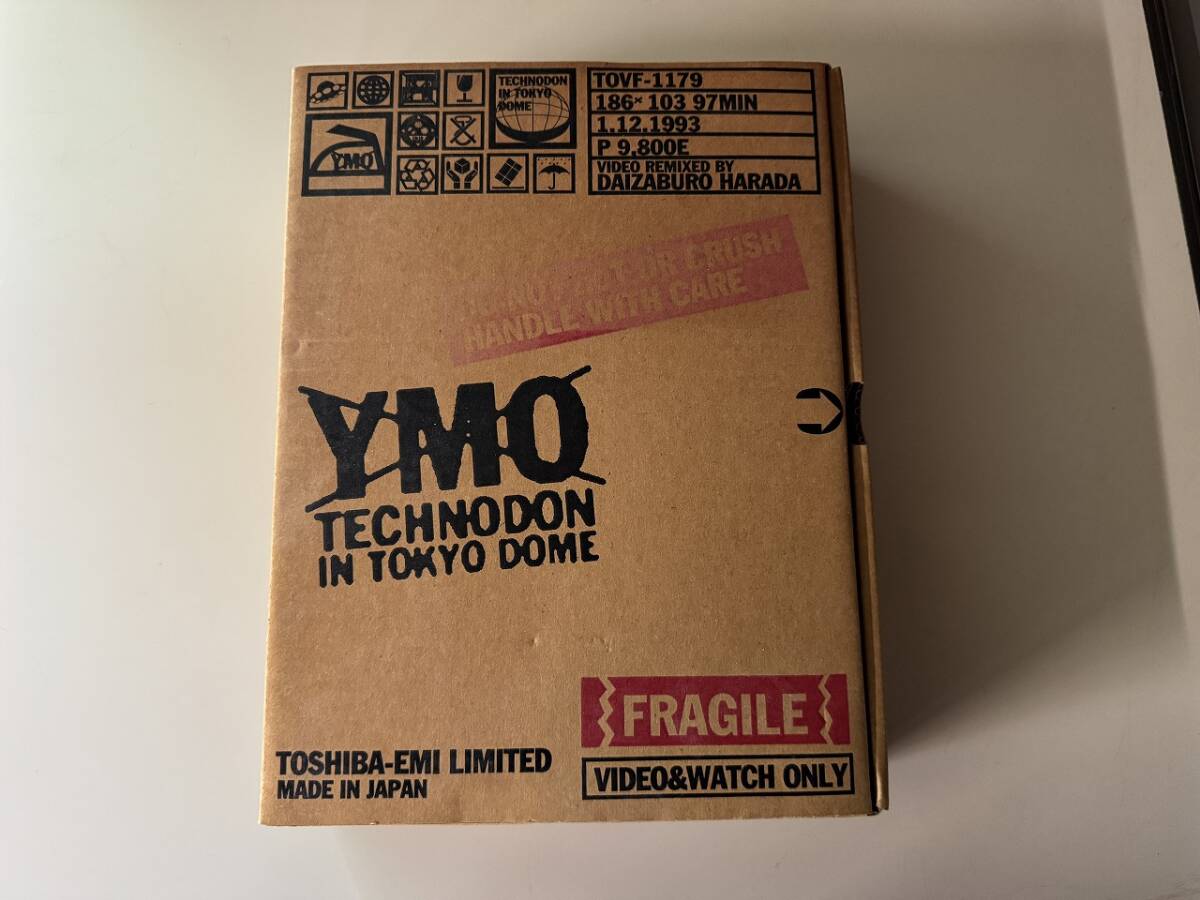 TECHNODON
IN TOKYO
DOME
YMO
TOVF-1179
186×103 97MIN
1.12.1993
P 9,800E
VIDEO REMIXED BY
DAIZABURO HARADA
OR CRUSH
HANDLE WITH CARE
YMO
TECHNODON
IN TOKYO DOME
FRAGILE
TOSHIBA-EMI LIMITED
MADE IN JAPAN
VIDEO&WATCH ONLY